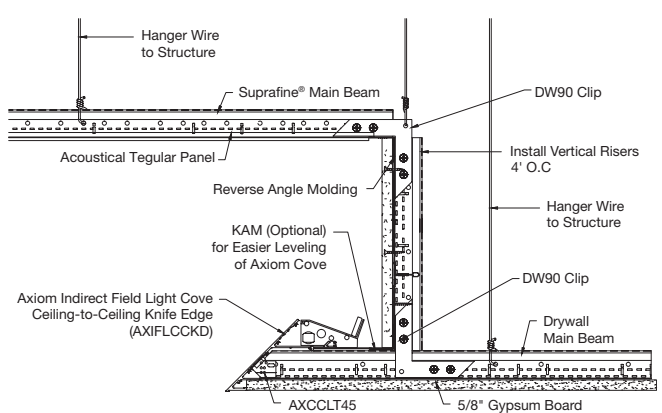 Hanger Wire
to Structure
Suprafine® Main Beam
DW90 Clip
Acoustical Tegular Panel
Install Vertical Risers
4' O.C
Reverse Angle Molding
Hanger Wire
to Structure
KAM (Optional)
for Easier Leveling
of Axiom Cove
DW90 Clip
Axiom Indirect Field Light Cove
Ceiling-to-Ceiling Knife Edge
(AXIFLCCKD)
Drywall
Main Beam
AXCCLT45
5/8" Gypsum Board